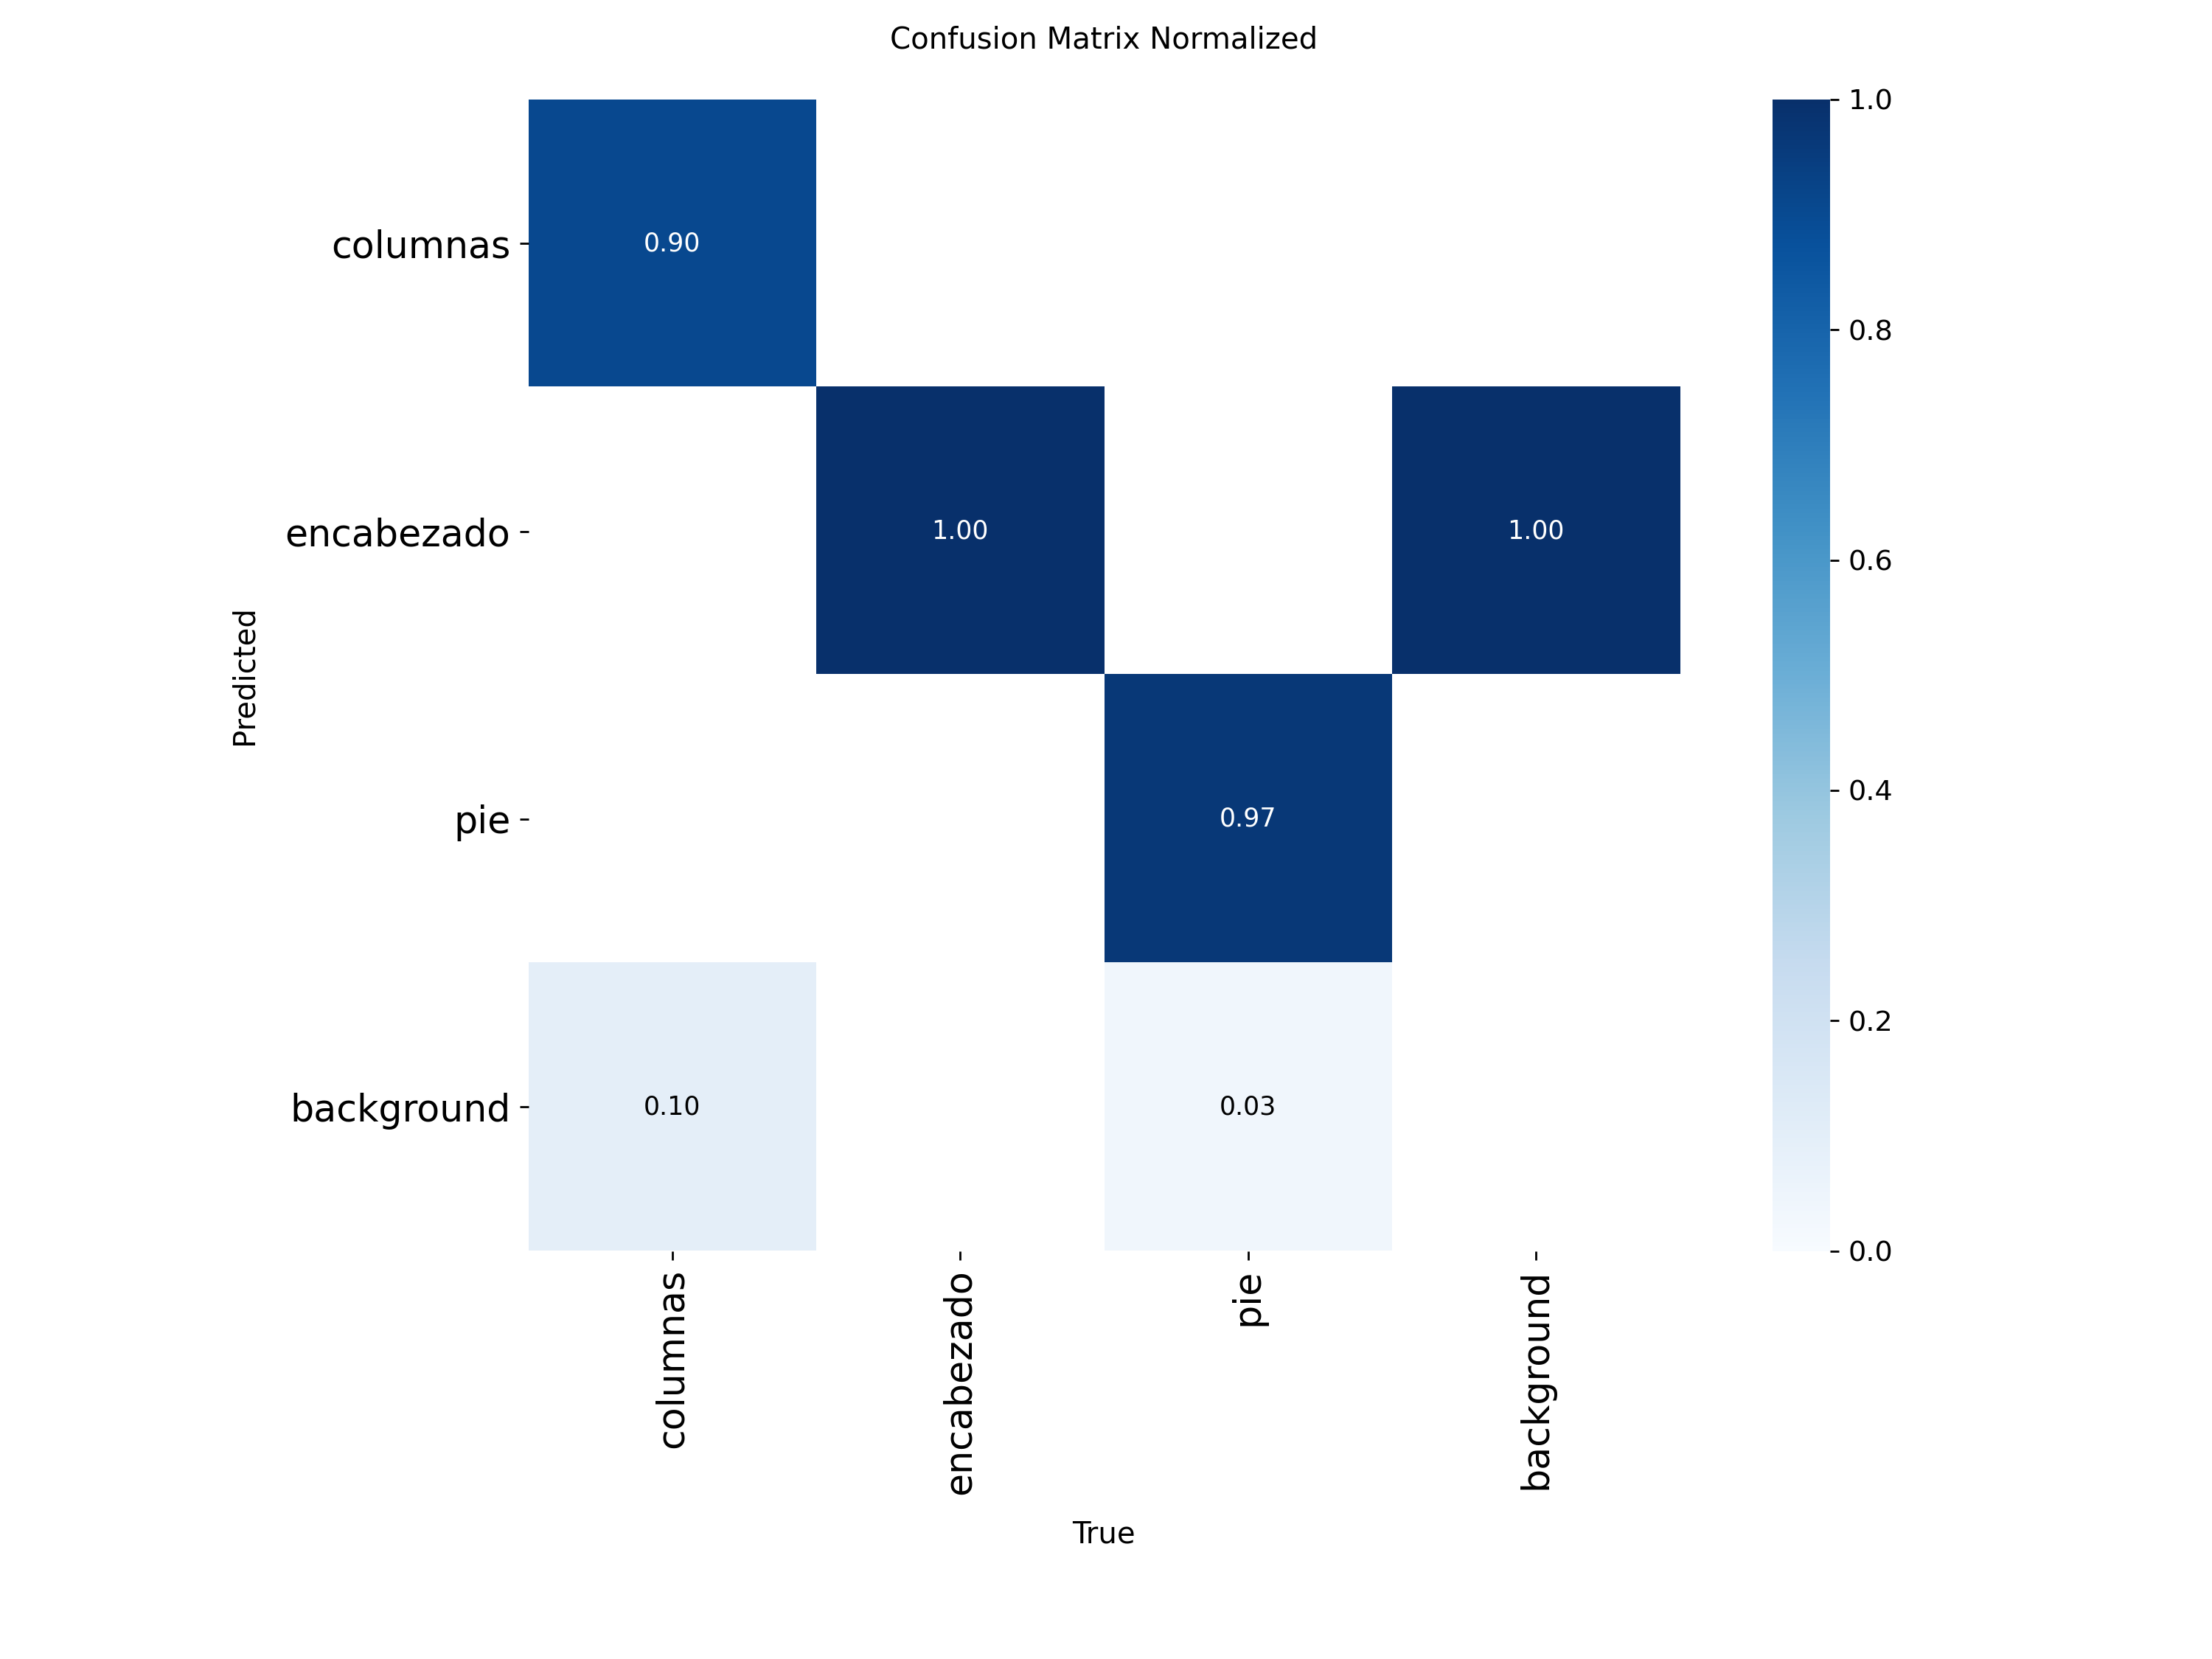 Confusion Matrix Normalized
columnas
0.90
encabezado
1.00
1.00
pie
0.97
background
0.10
0.03
Predicted
columnas
encabezado
pie
background
True
1.0
0.8
0.6
0.4
0.2
0.0